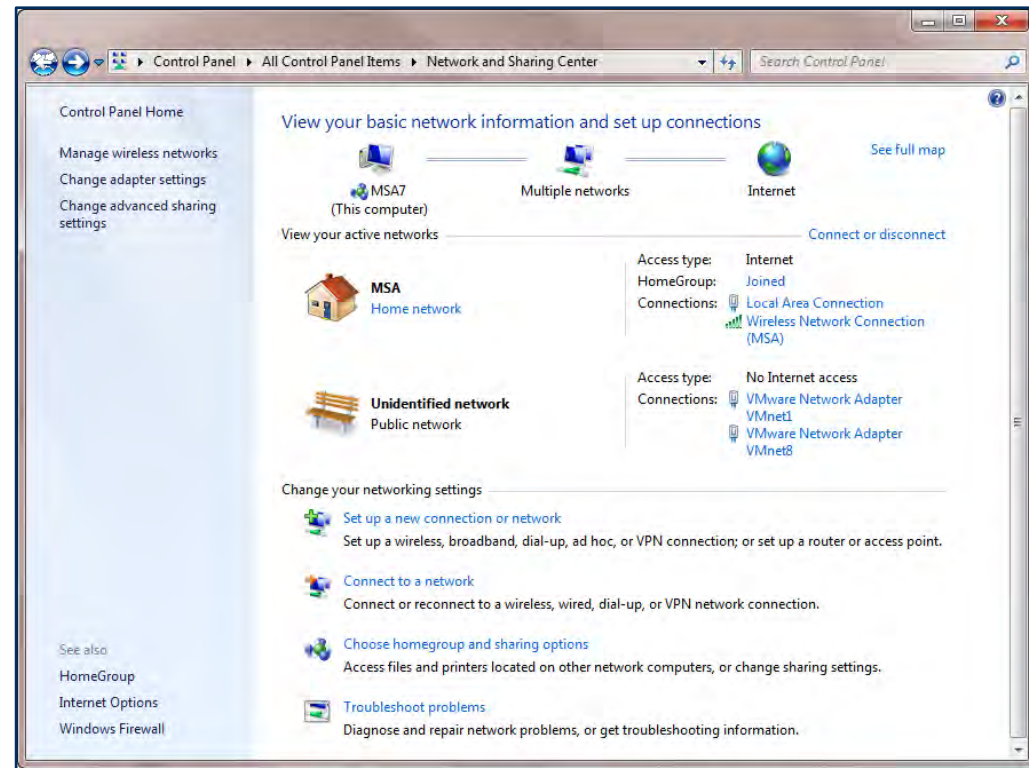 Control Panel ▸ All Control Panel Items ▸ Network and Sharing Center
Search Control Panel
Control Panel Home
Manage wireless networks
Change adapter settings
Change advanced sharing
settings
See also
HomeGroup
Internet Options
Windows Firewall
View your basic network information and set up connections
See full map
MSA7
(This computer)
Multiple networks
Internet
View your active networks
Connect or disconnect
MSA
Home network
Access type: Internet
HomeGroup: Joined
Connections: Local Area Connection
Wireless Network Connection
(MSA)
Unidentified network
Public network
Access type: No Internet access
Connections: VMware Network Adapter
VMnet1
VMware Network Adapter
VMnet8
Change your networking settings
Set up a new connection or network
Set up a wireless, broadband, dial-up, ad hoc, or VPN connection; or set up a router or access point.
Connect to a network
Connect or reconnect to a wireless, wired, dial-up, or VPN network connection.
Choose homegroup and sharing options
Access files and printers located on other network computers, or change sharing settings.
Troubleshoot problems
Diagnose and repair network problems, or get troubleshooting information.